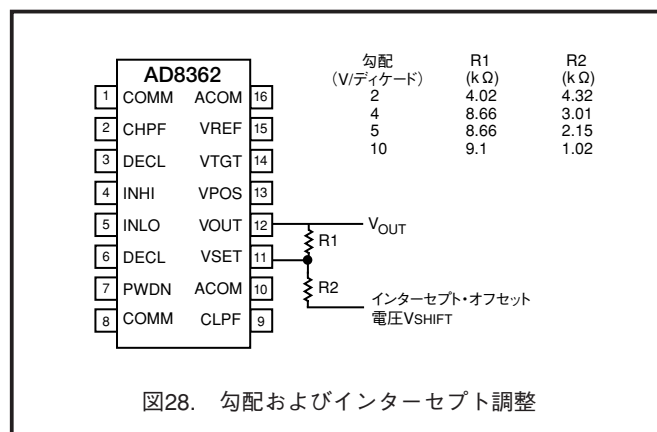 AD8362
1 COMM ACOM 16
2 CHPF VREF 15
3 DECL VTGT 14
4 INHI VPOS 13
5 INLO VOUT 12
6 DECL VSET 11
7 PWDN ACOM 10
8 COMM CLPF 9
VOUT
R1
R2
インターセプト・オフセット
電圧VSHIFT
勾配 R1 R2
(V/ディケード) (kΩ) (kΩ)
2 4.02 4.32
4 8.66 3.01
5 8.66 2.15
10 9.1 1.02
図28. 勾配およびインターセプト調整